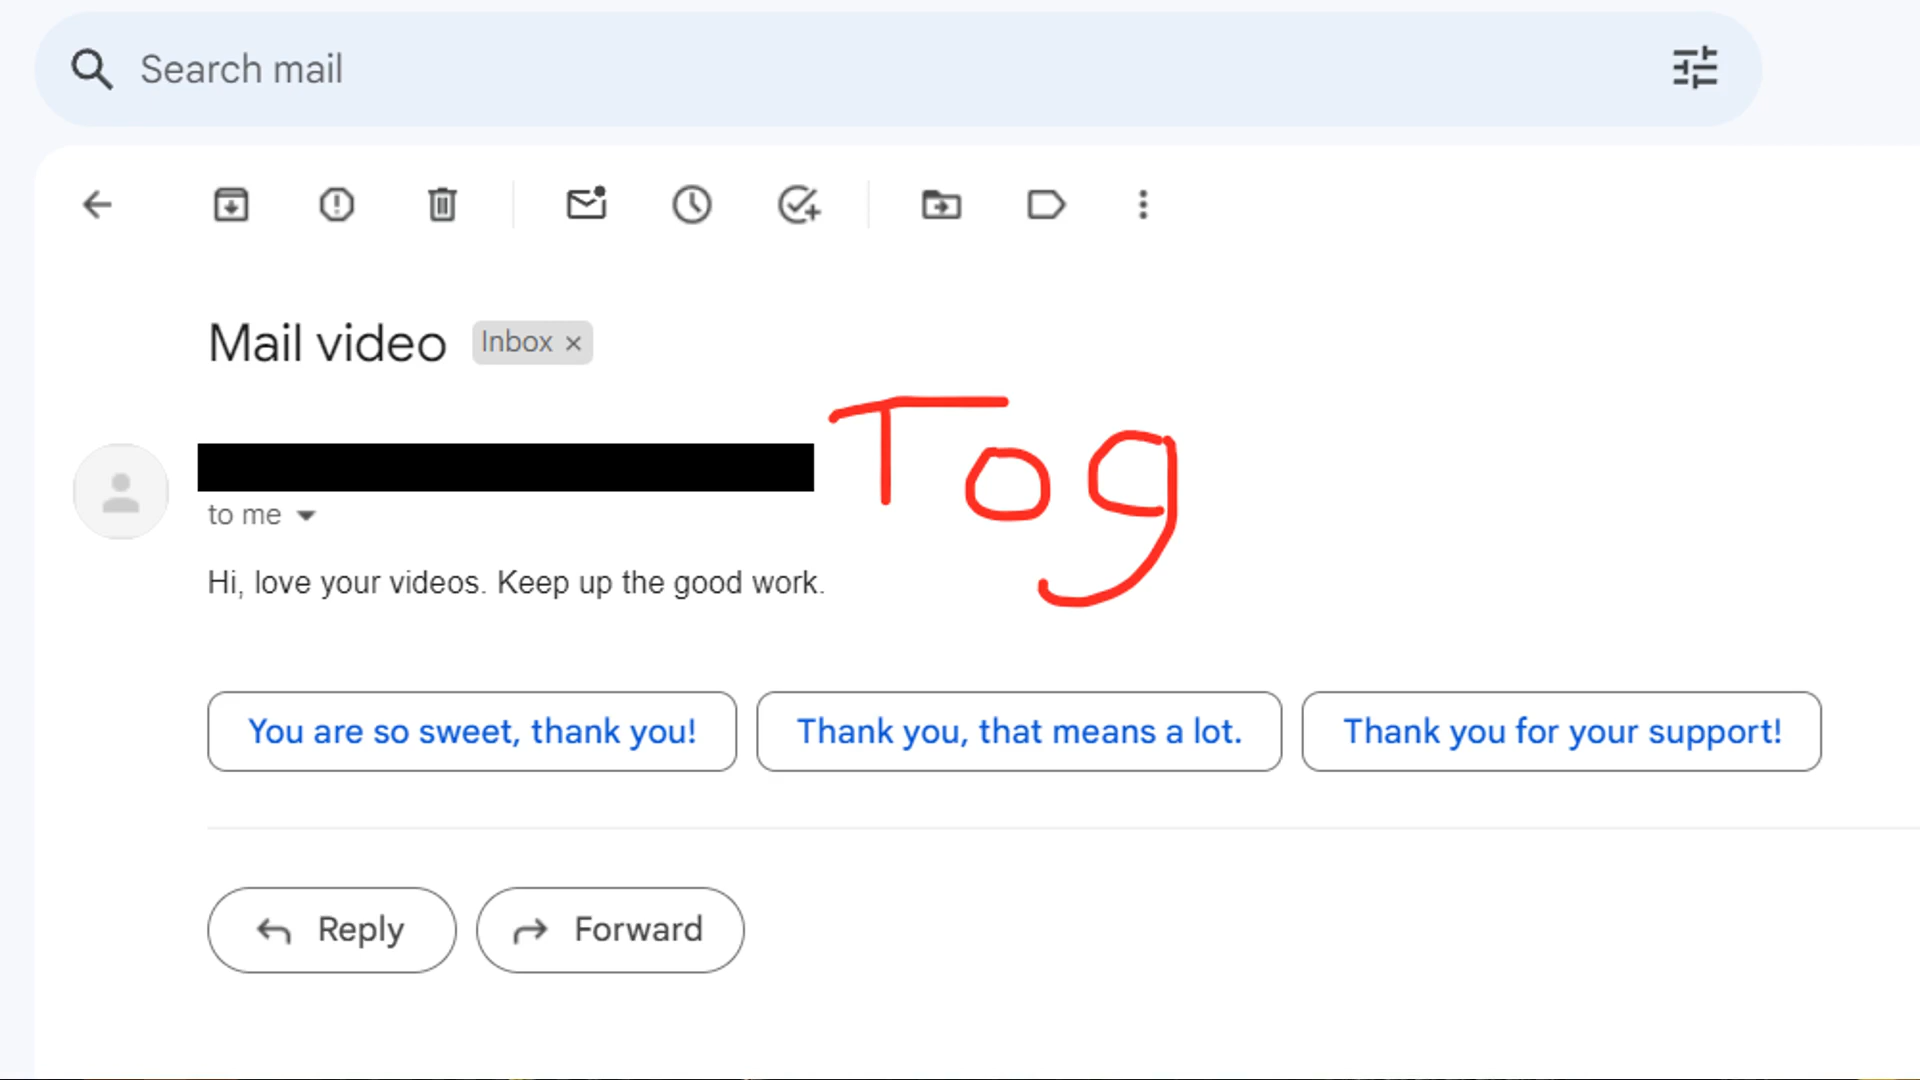 Search mail
Mail video Inbox ×
Tog
to me
Hi, love your videos. Keep up the good work.
You are so sweet, thank you! Thank you, that means a lot. Thank you for your support!
Reply Forward